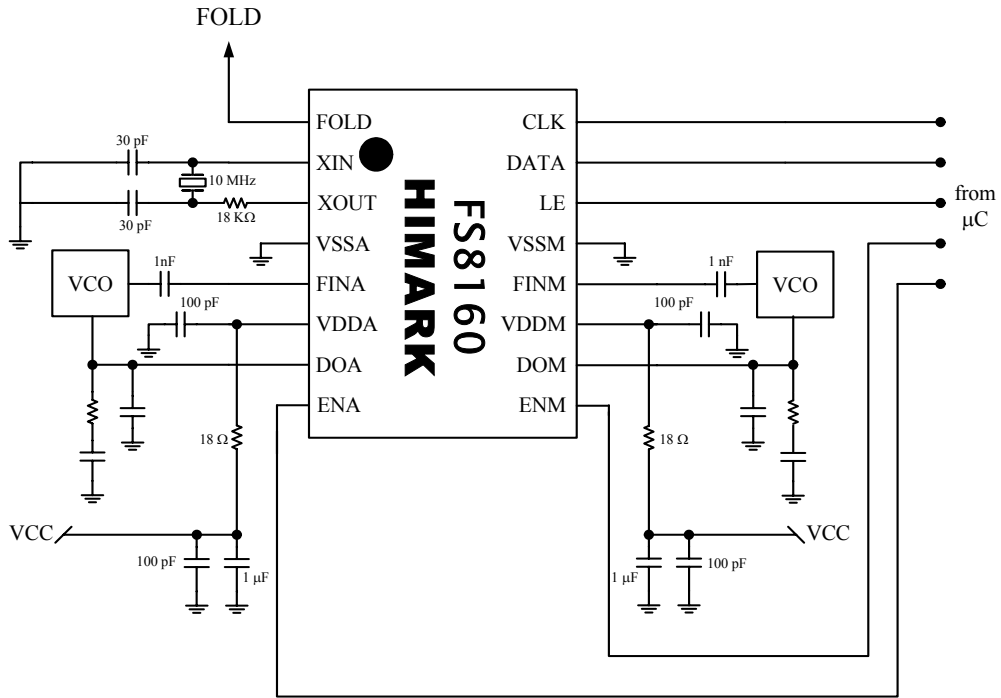 FOLD
FOLD
CLK
30 pF
XIN
DATA
10 MHz
XOUT
LE
from
µC
18 KΩ
30 pF
VSSA
VSSM
VCO
1nF
FINA
FINM
1 nF
VCO
100 pF
VDDA
VDDM
100 pF
DOA
DOM
ENA
ENM
HIMARK
FS8160
18 Ω
18 Ω
VCC
VCC
100 pF
1 µF
1 µF
100 pF